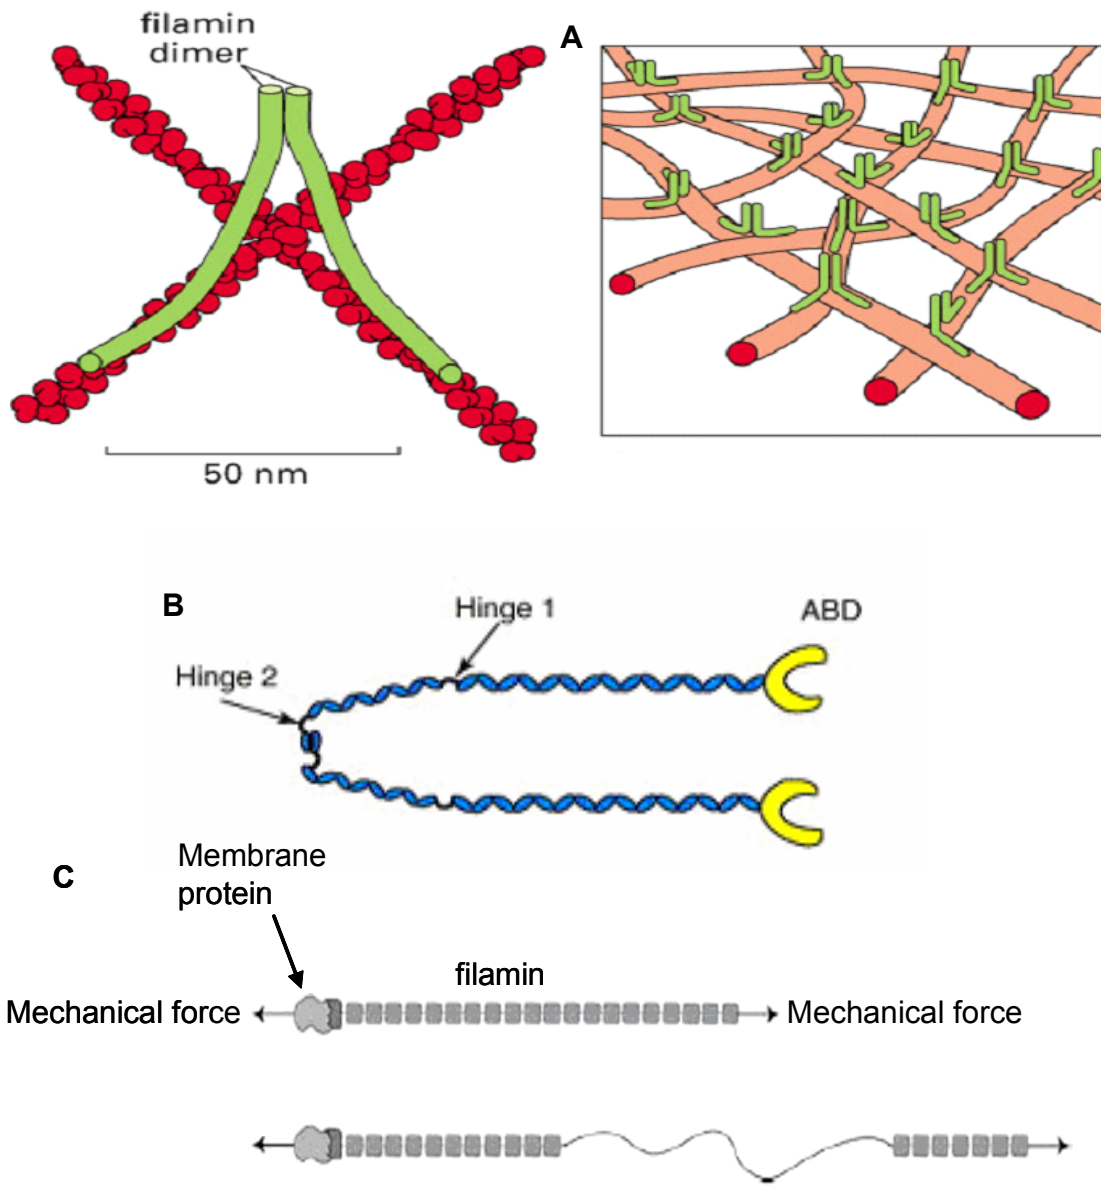 filamin
dimer
A
50 nm
B
Hinge 1
ABD
Hinge 2
C
Membrane
protein
filamin
Mechanical force
Mechanical force